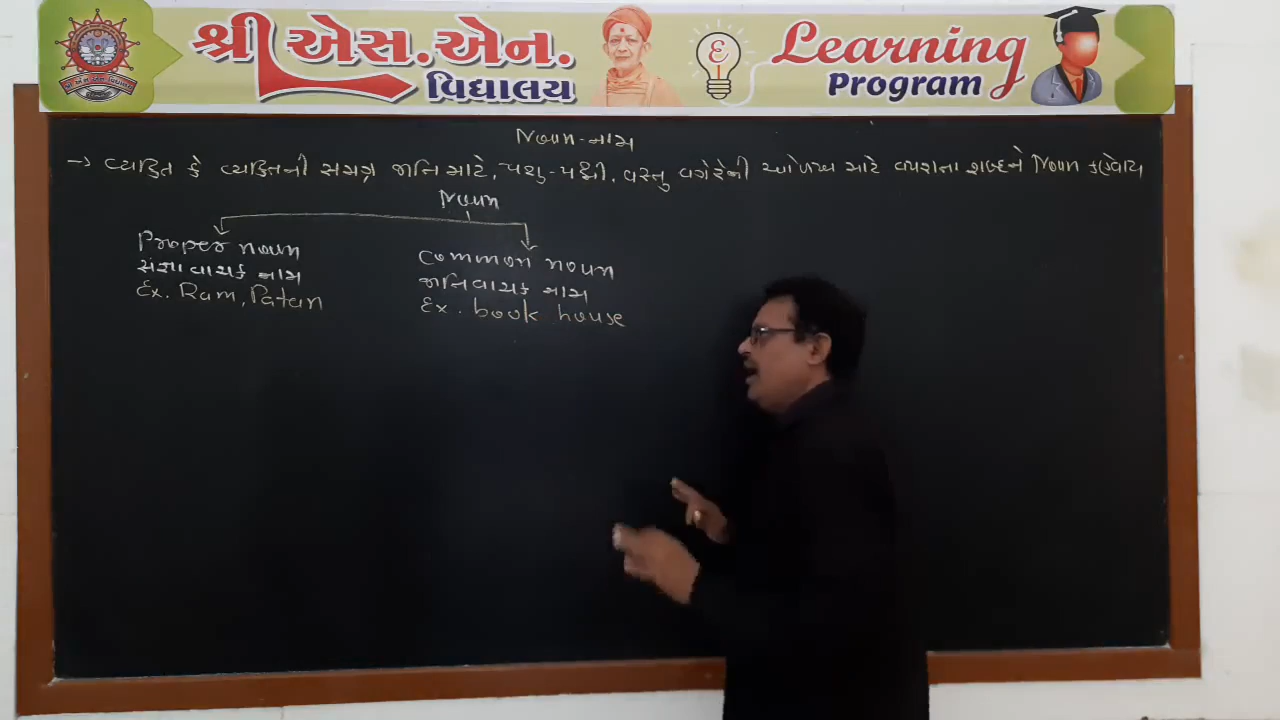 શ્રી એસ.એન.
વિદ્યાલય
Learning
Program
Noun-નામ
→ વ્યકિત કે વ્યકિતની સમગ્ર જાતિ માટે, પશુ-પક્ષી, વસ્તુ વગેરેની ઓળખ માટે વપરાતા શબ્દને Noun કહેવાય
Noun
Proper noun
સંજ્ઞાવાચક નામ
Ex. Ram, Patan
Common noun
જાતિવાચક નામ
Ex. book house